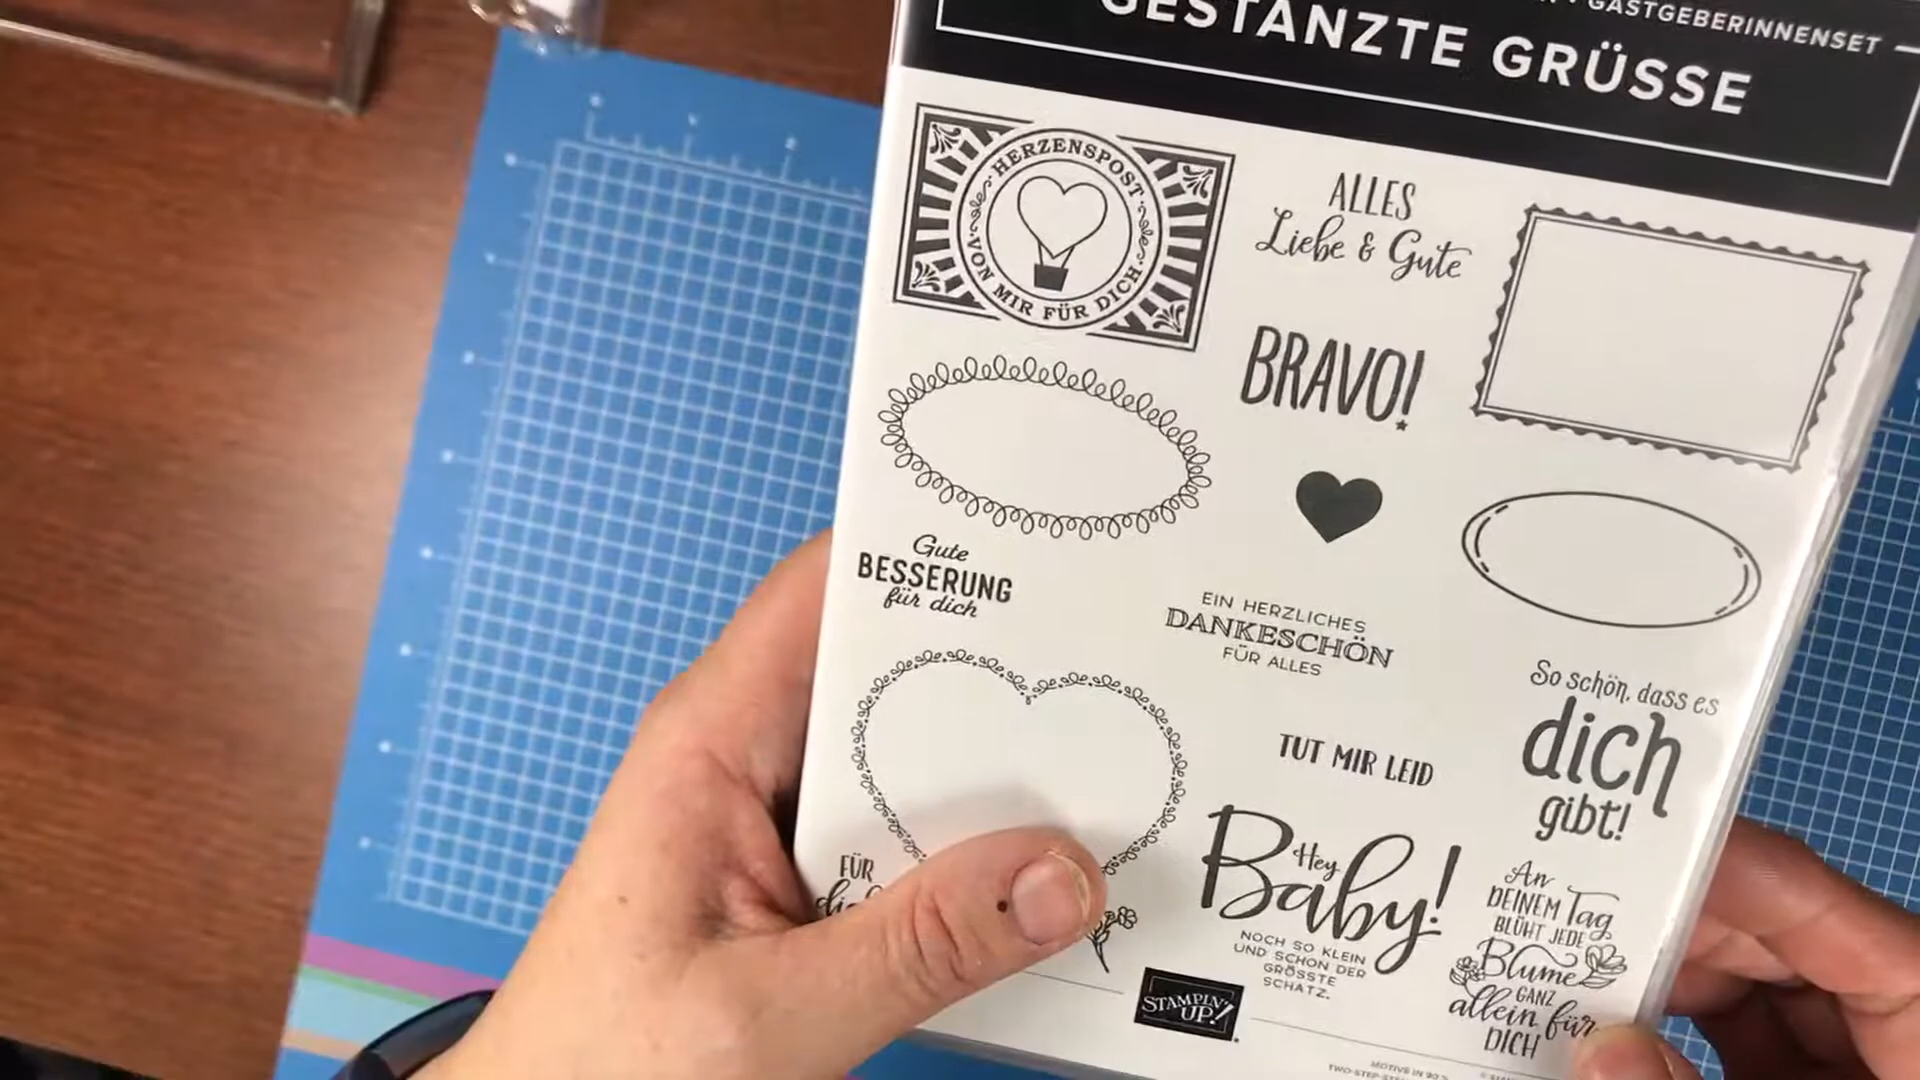 GASTGEBERINNENSET
GESTANZTE GRÜSSE
HERZENSPOST
VON MIR FÜR DICH
ALLES
Liebe & Gute
BRAVO!
Gute
BESSERUNG
für dich
EIN HERZLICHES
DANKESCHÖN
FÜR ALLES
So schön, dass es
dich
gibt!
TUT MIR LEID
Hey
Baby!
NOCH SO KLEIN
UND SCHON DER
GRÖSSTE
SCHATZ.
FÜR
An
DEINEM Tag
BLÜHT JEDE
Blume
GANZ
allein für
DICH
STAMPIN'
UP!
MOTIVE IN 90 %